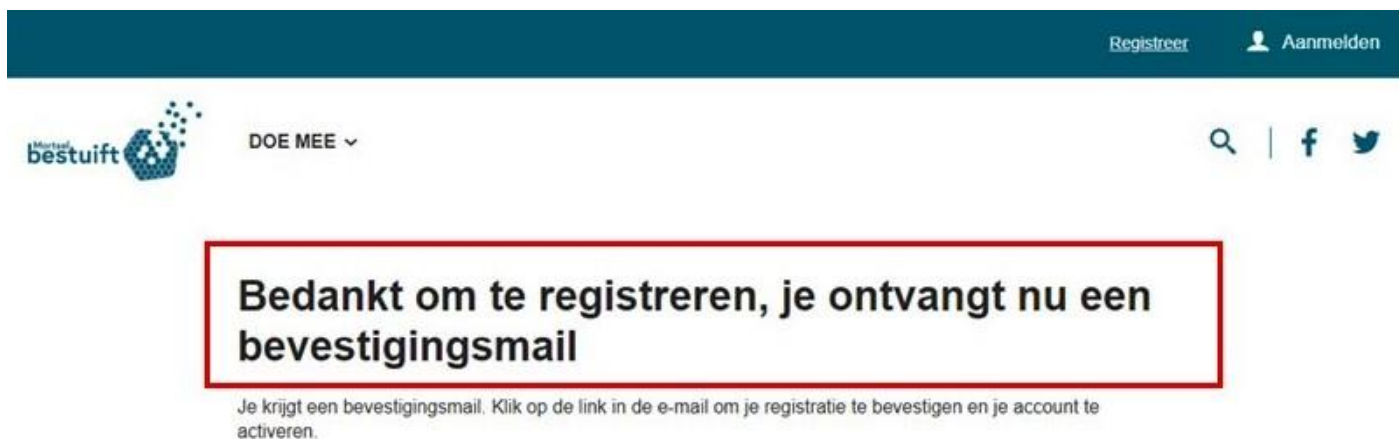 Registreer Aanmelden
Mortsel
bestuift
DOE MEE
Bedankt om te registreren, je ontvangt nu een
bevestigingsmail
Je krijgt een bevestigingsmail. Klik op de link in de e-mail om je registratie te bevestigen en je account te
activeren.